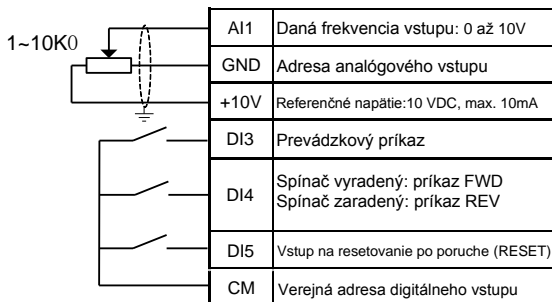 1~10K0
AI1 Daná frekvencia vstupu: 0 až 10V
GND Adresa analógového vstupu
+10V Referenčné napätie:10 VDC, max. 10mA
DI3 Prevádzkový príkaz
DI4 Spínač vyradený: príkaz FWD
Spínač zaradený: príkaz REV
DI5 Vstup na resetovanie po poruche (RESET)
CM Verejná adresa digitálneho vstupu